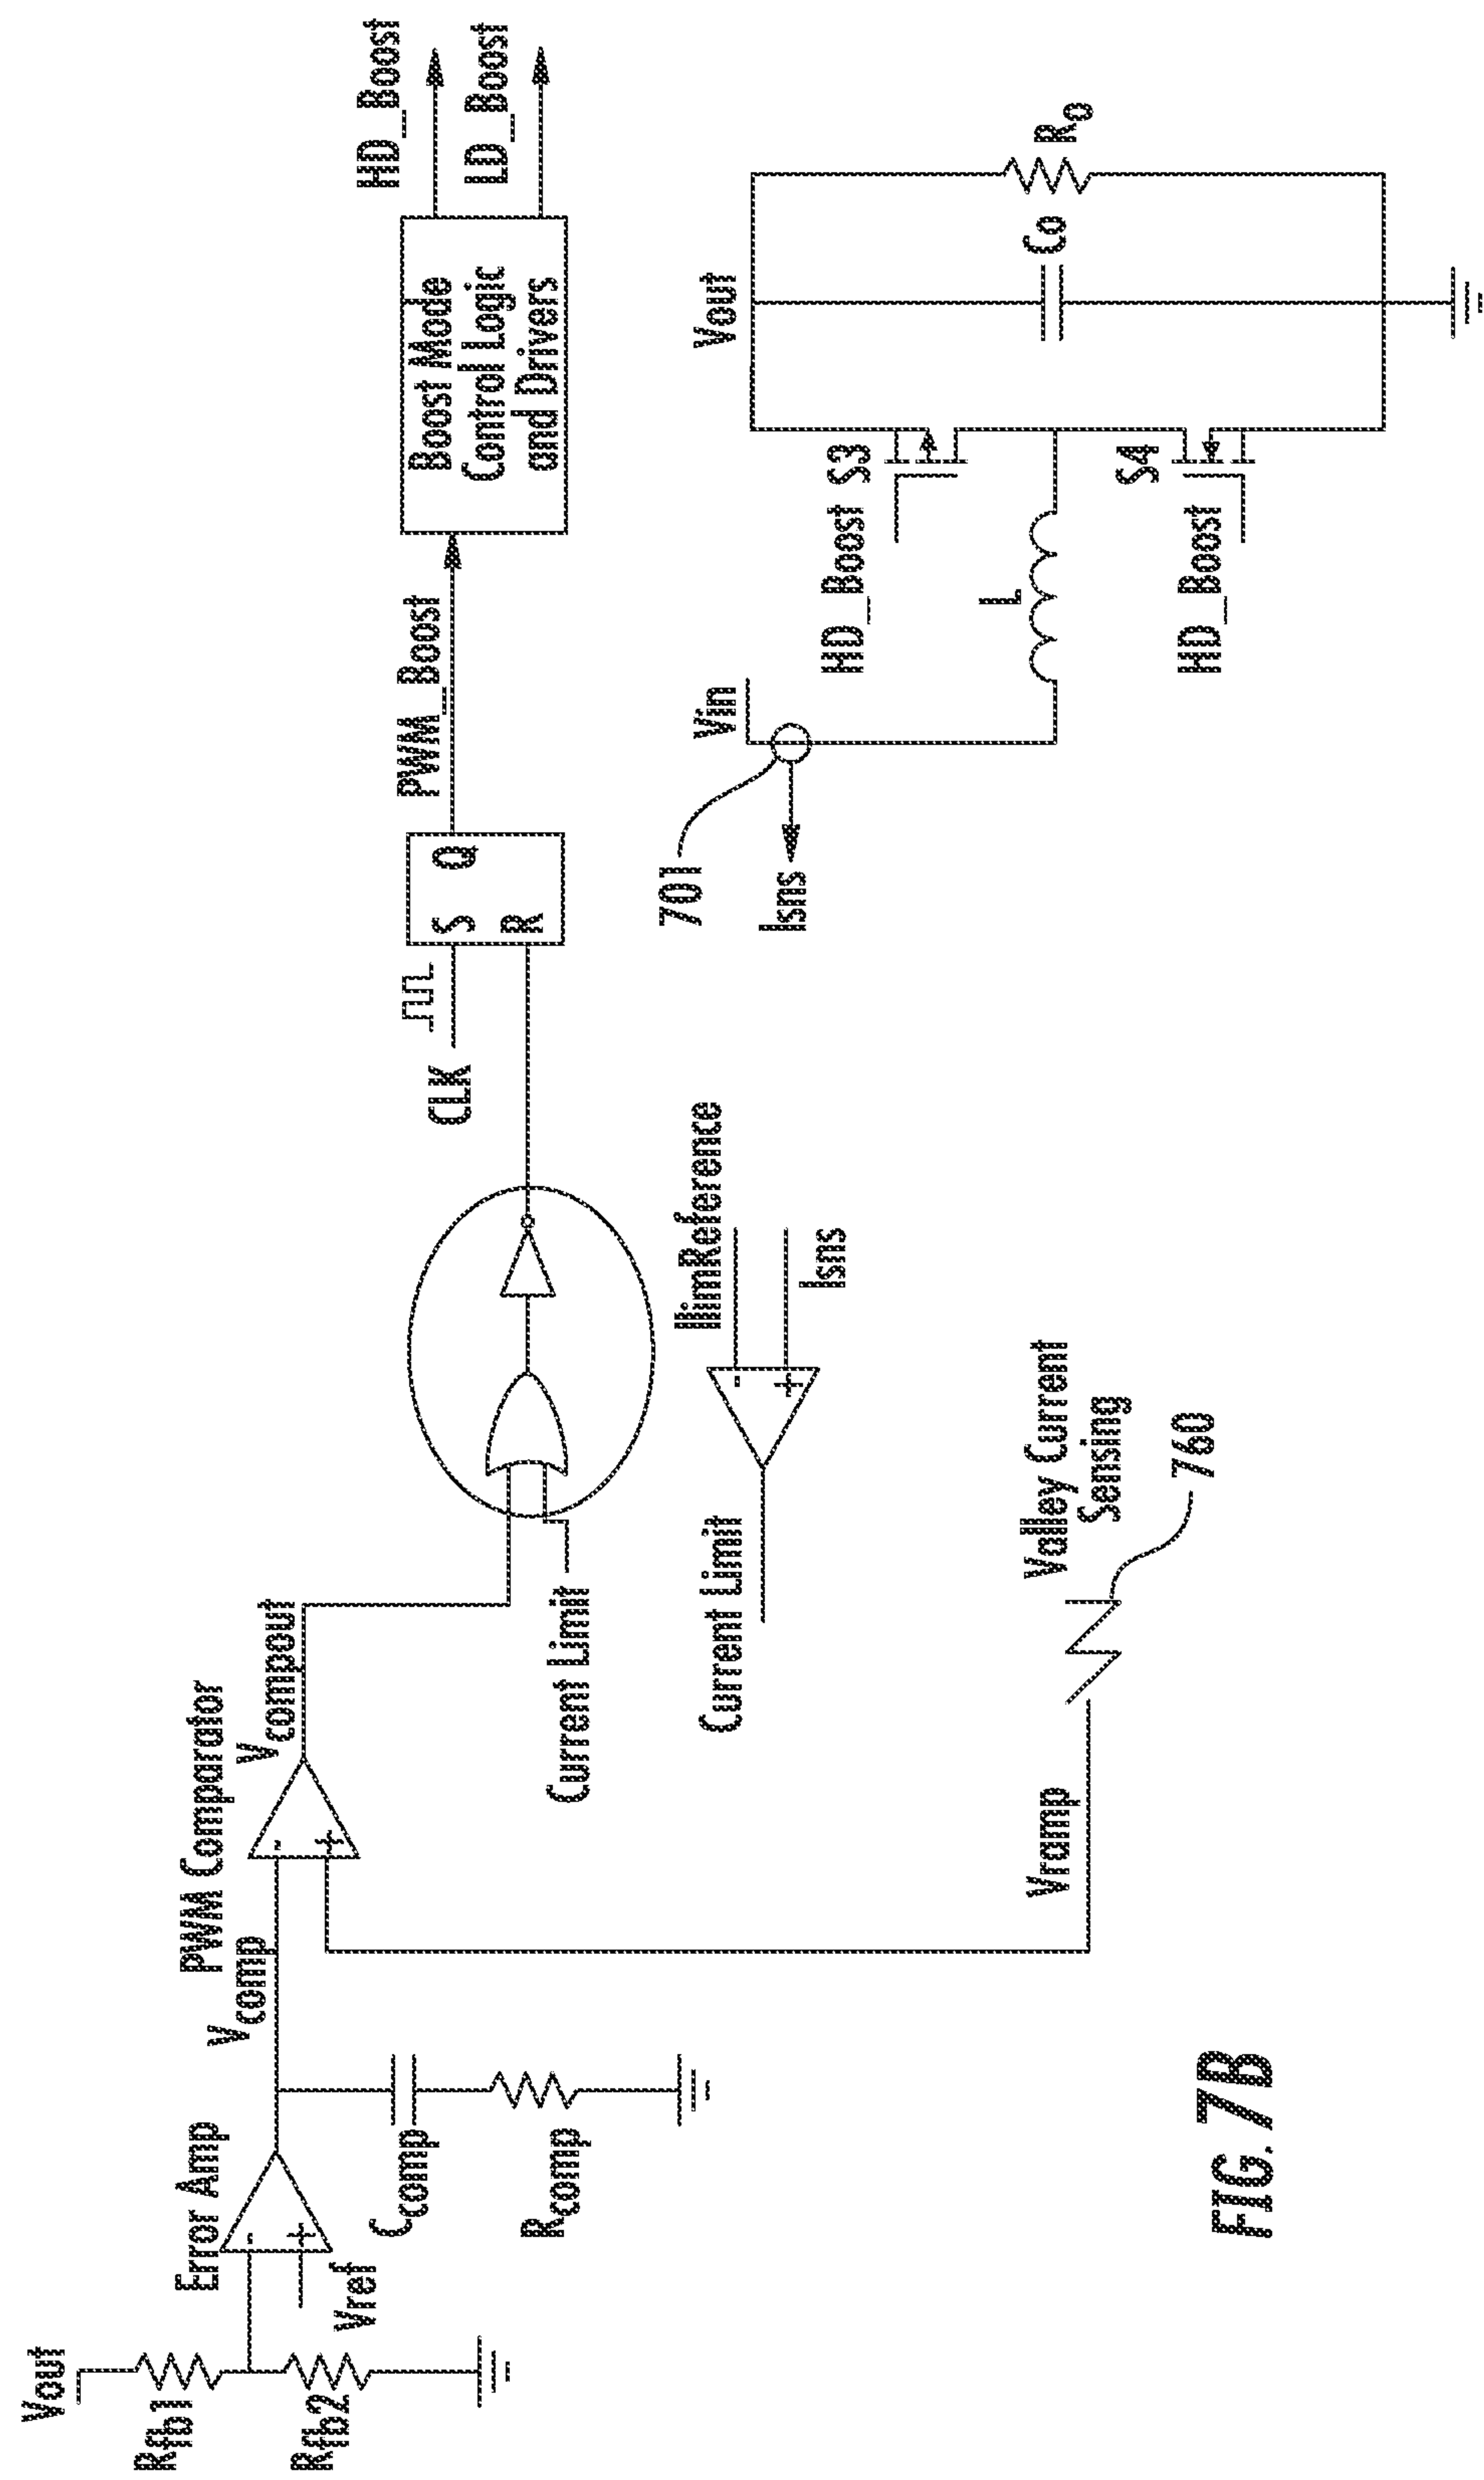 Vout
Rfb1
Rfb2
Error Amp
-
+
Vref
Ccomp
Rcomp
Vcomp
PWM Comparator
-
+
Vcompout
Current Limit
CLK
S Q
R
PWM_Boost
Boost Mode
Control Logic
and Drivers
HD_Boost
LD_Boost
Current Limit
-
+
IlimReference
Isns
Vramp
Valley Current
Sensing
760
701
Isns
Vin
L
HD_Boost S3
HD_Boost
S4
Vout
Co
Ro
FIG. 7B